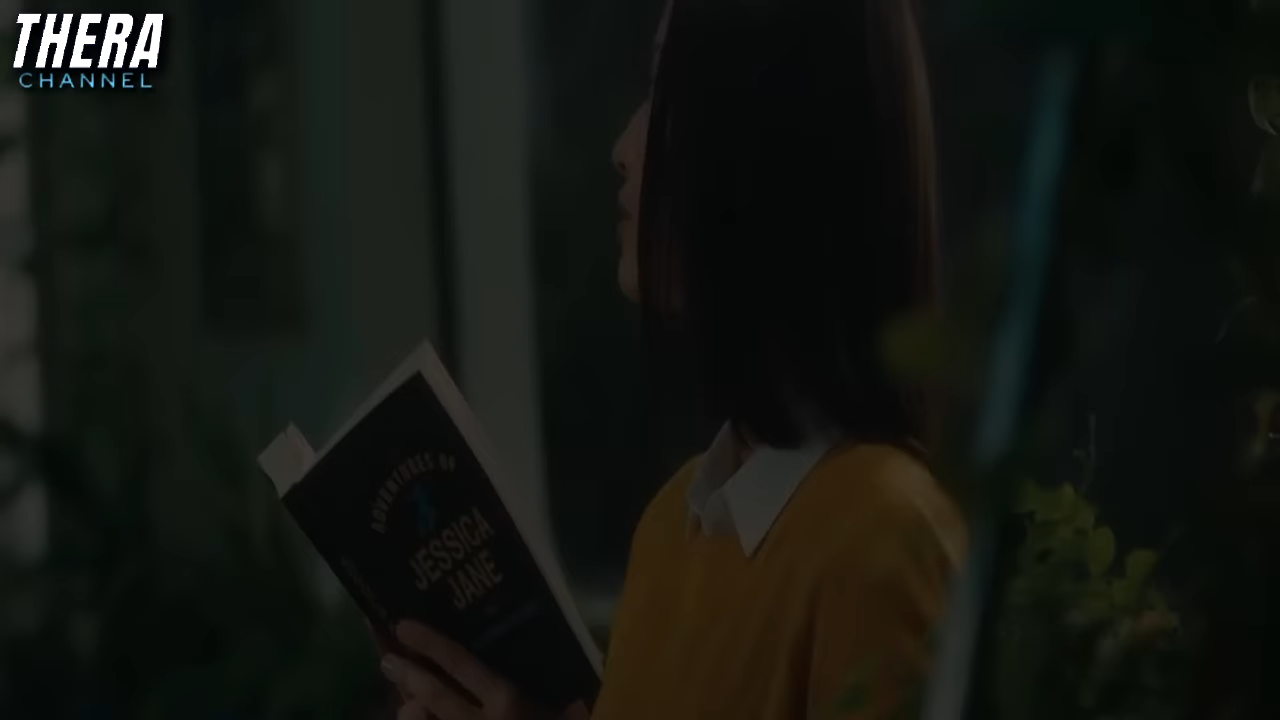 THERA
CHANNEL
ADVENTURES OF
JESSICA
JANE